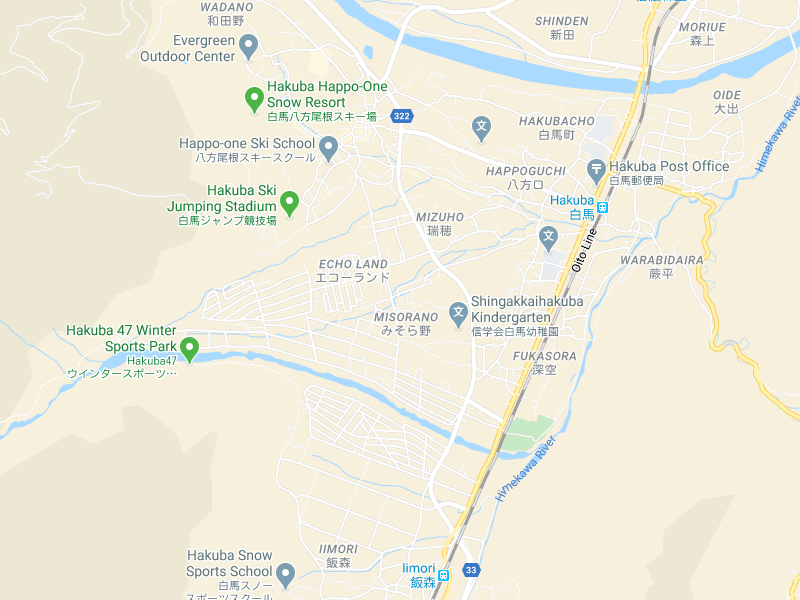 WADANO
和田野
SHINDEN
新田
MORIUE
森上
Evergreen
Outdoor Center
Hakuba Happo-One
Snow Resort
白馬八方尾根スキー場
OIDE
大出
322
HAKUBACHO
白馬町
Himekawa River
Happo-one Ski School
八方尾根スキースクール
HAPPOGUCHI
八方口
Hakuba Post Office
白馬郵便局
Hakuba Ski
Jumping Stadium
白馬ジャンプ競技場
Hakuba
白馬
MIZUHO
瑞穂
Oito Line
ECHO LAND
エコーランド
WARABIDAIRA
蕨平
Shingakkaihakuba
Kindergarten
信学会白馬幼稚園
MISORANO
みそら野
Hakuba 47 Winter
Sports Park
Hakuba47
ウインタースポーツ…
FUKASORA
深空
Himekawa River
IIMORI
飯森
Hakuba Snow
Sports School
白馬スノー
スポーツスクール
Iimori
飯森
33